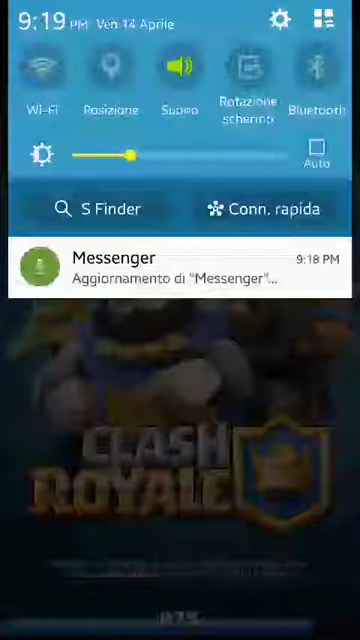 9:19 PM Ven 14 Aprile
Wi-Fi Posizione Suono Rotazione schermo Bluetooth
Auto
S Finder Conn. rapida
Messenger 9:18 PM
Aggiornamento di "Messenger"...
CLASH
ROYALE